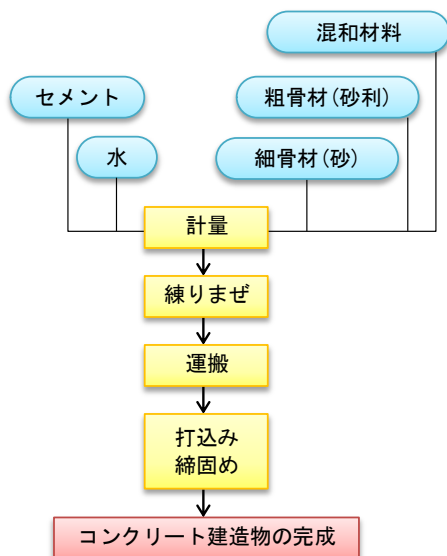 混和材料
セメント
粗骨材(砂利)
水
細骨材(砂)
計量
練りまぜ
運搬
打込み
締固め
コンクリート建造物の完成